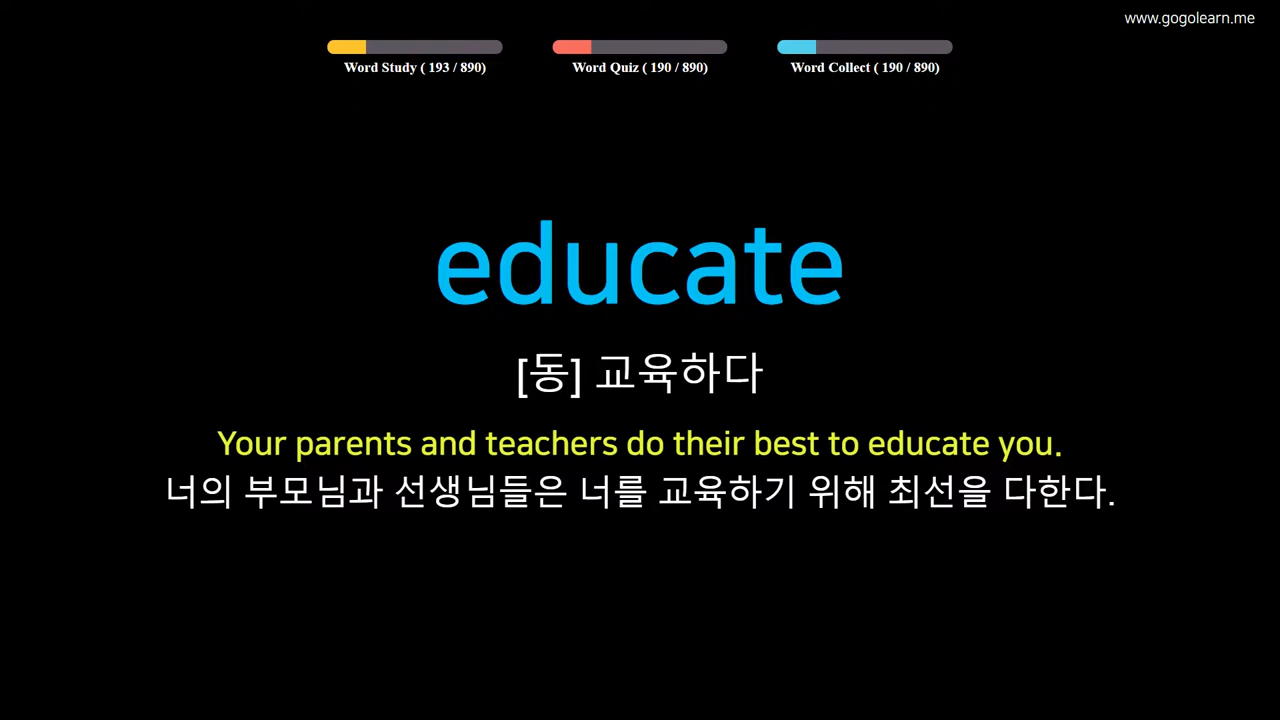 www.gogolearn.me
Word Study ( 193 / 890)
Word Quiz ( 190 / 890)
Word Collect ( 190 / 890)
educate
[동] 교육하다
Your parents and teachers do their best to educate you.
너의 부모님과 선생님들은 너를 교육하기 위해 최선을 다한다.